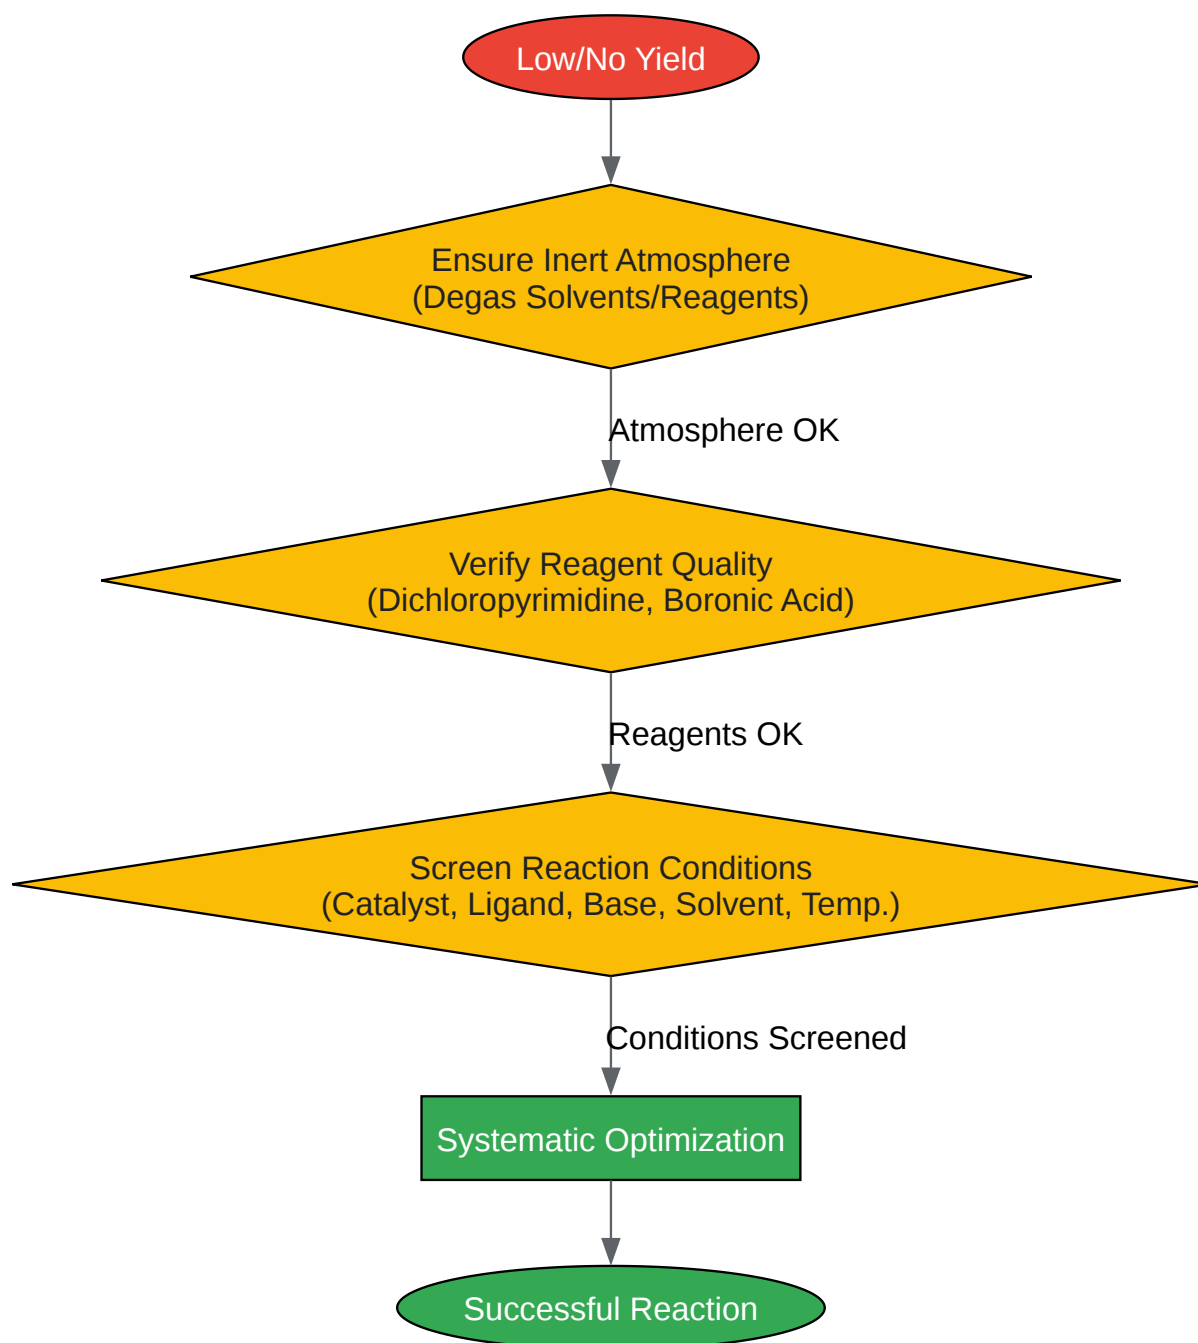 Low/No Yield
Ensure Inert Atmosphere
(Degas Solvents/Reagents)
Atmosphere OK
Verify Reagent Quality
(Dichloropyrimidine, Boronic Acid)
Reagents OK
Screen Reaction Conditions
(Catalyst, Ligand, Base, Solvent, Temp.)
Conditions Screened
Systematic Optimization
Successful Reaction